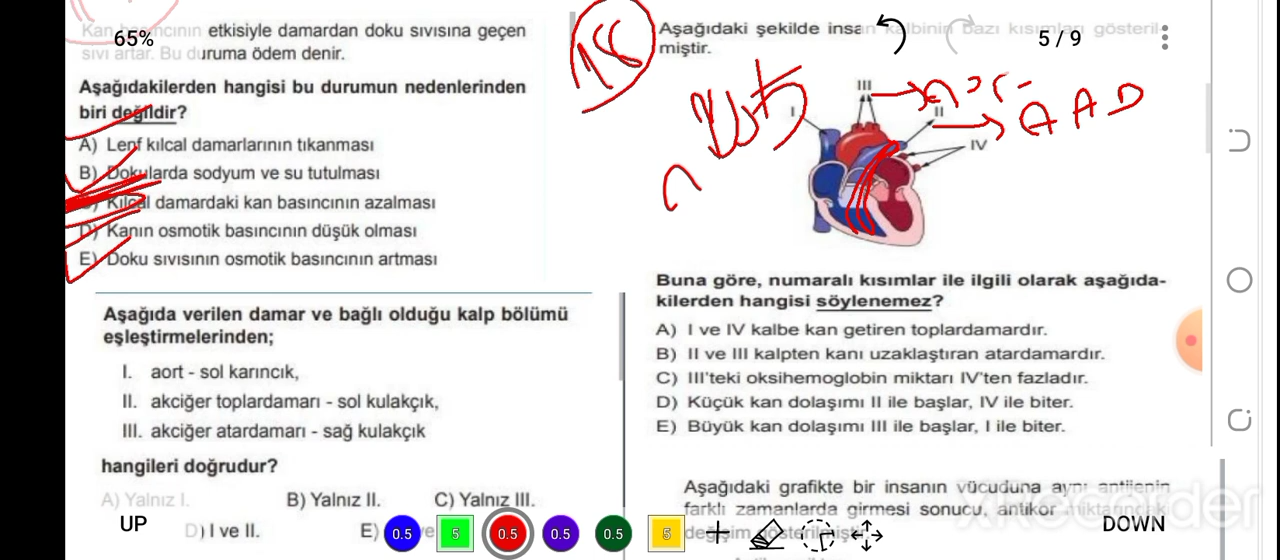 65%
5 / 9
Kan basıncının etkisiyle damardan doku sıvısına geçen
sıvı artar. Bu duruma ödem denir.
Aşağıdakilerden hangisi bu durumun nedenlerinden
biri değildir?
A) Lenf kılcal damarlarının tıkanması
B) Dokularda sodyum ve su tutulması
C) Kılcal damardaki kan basıncının azalması
D) Kanın osmotik basıncının düşük olması
E) Doku sıvısının osmotik basıncının artması
Aşağıda verilen damar ve bağlı olduğu kalp bölümü
eşleştirmelerinden;
I. aort - sol karıncık,
II. akciğer toplardamarı - sol kulakçık,
III. akciğer atardamarı - sağ kulakçık
hangileri doğrudur?
A) Yalnız I.
B) Yalnız II.
C) Yalnız III.
D) I ve II.
E)
18
Aşağıdaki şekilde insan kalbinin bazı kısımları gösteril-
miştir.
I
III
II
AAD
IV
Buna göre, numaralı kısımlar ile ilgili olarak aşağıda-
kilerden hangisi söylenemez?
A) I ve IV kalbe kan getiren toplardamardır.
B) II ve III kalpten kanı uzaklaştıran atardamardır.
C) III'teki oksihemoglobin miktarı IV'ten fazladır.
D) Küçük kan dolaşımı II ile başlar, IV ile biter.
E) Büyük kan dolaşımı III ile başlar, I ile biter.
Aşağıdaki grafikte bir insanın vücuduna aynı antijenin
farklı zamanlarda girmesi sonucu, antikor miktarındaki
değişim gösterilmiştir.
XRecorder
UP
0.5
5
0.5
0.5
0.5
5
DOWN